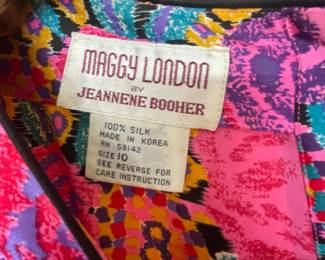 MAGGY LONDON
BY
JEANNENE BOOHER
100% SILK
MADE IN KOREA
RN 58142
SIZE 10
SEE REVERSE FOR
CARE INSTRUCTION